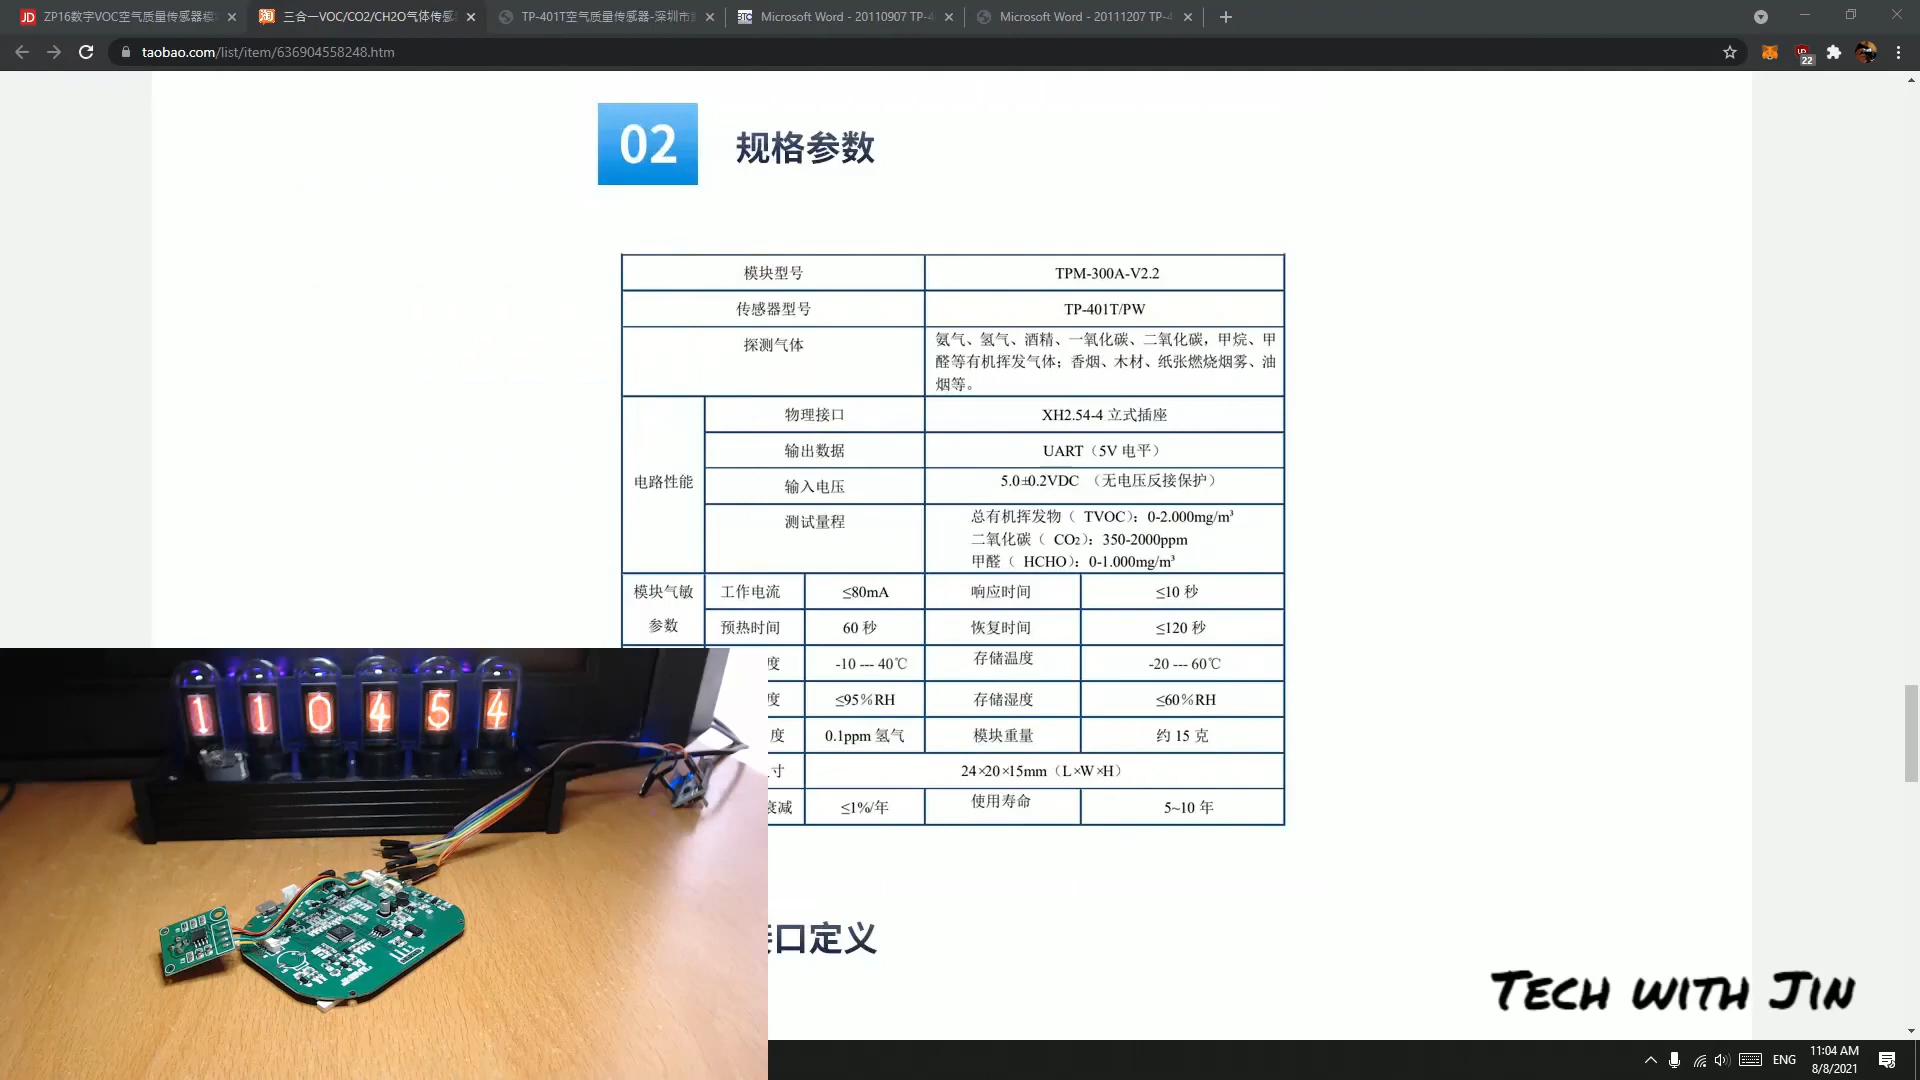 ZP16数字VOC空气质量传感器模
三合一VOC/CO2/CH2O气体传感
TP-401T空气质量传感器-深圳市
Microsoft Word - 20110907 TP-4
Microsoft Word - 20111207 TP-4
taobao.com/list/item/636904558248.htm
22
02
规格参数
模块型号 TPM-300A-V2.2
传感器型号 TP-401T/PW
探测气体 氨气、氢气、酒精、一氧化碳、二氧化碳，甲烷、甲
醛等有机挥发气体；香烟、木材、纸张燃烧烟雾、油
烟等。
电路性能
物理接口 XH2.54-4 立式插座
输出数据 UART（5V 电平）
输入电压 5.0±0.2VDC （无电压反接保护）
测试量程 总有机挥发物（ TVOC）：0-2.000mg/m³
二氧化碳（ CO₂）：350-2000ppm
甲醛（ HCHO）：0-1.000mg/m³
模块气敏
参数
工作电流 ≤80mA 响应时间 ≤10 秒
预热时间 60 秒 恢复时间 ≤120 秒
度 -10 --- 40℃ 存储温度 -20 --- 60℃
度 ≤95%RH 存储湿度 ≤60%RH
度 0.1ppm 氢气 模块重量 约 15 克
寸 24×20×15mm（L×W×H）
衰减 ≤1%/年 使用寿命 5~10 年
口定义
1 1 0 4 5 4
Tech with Jin
ENG
11:04 AM
8/8/2021